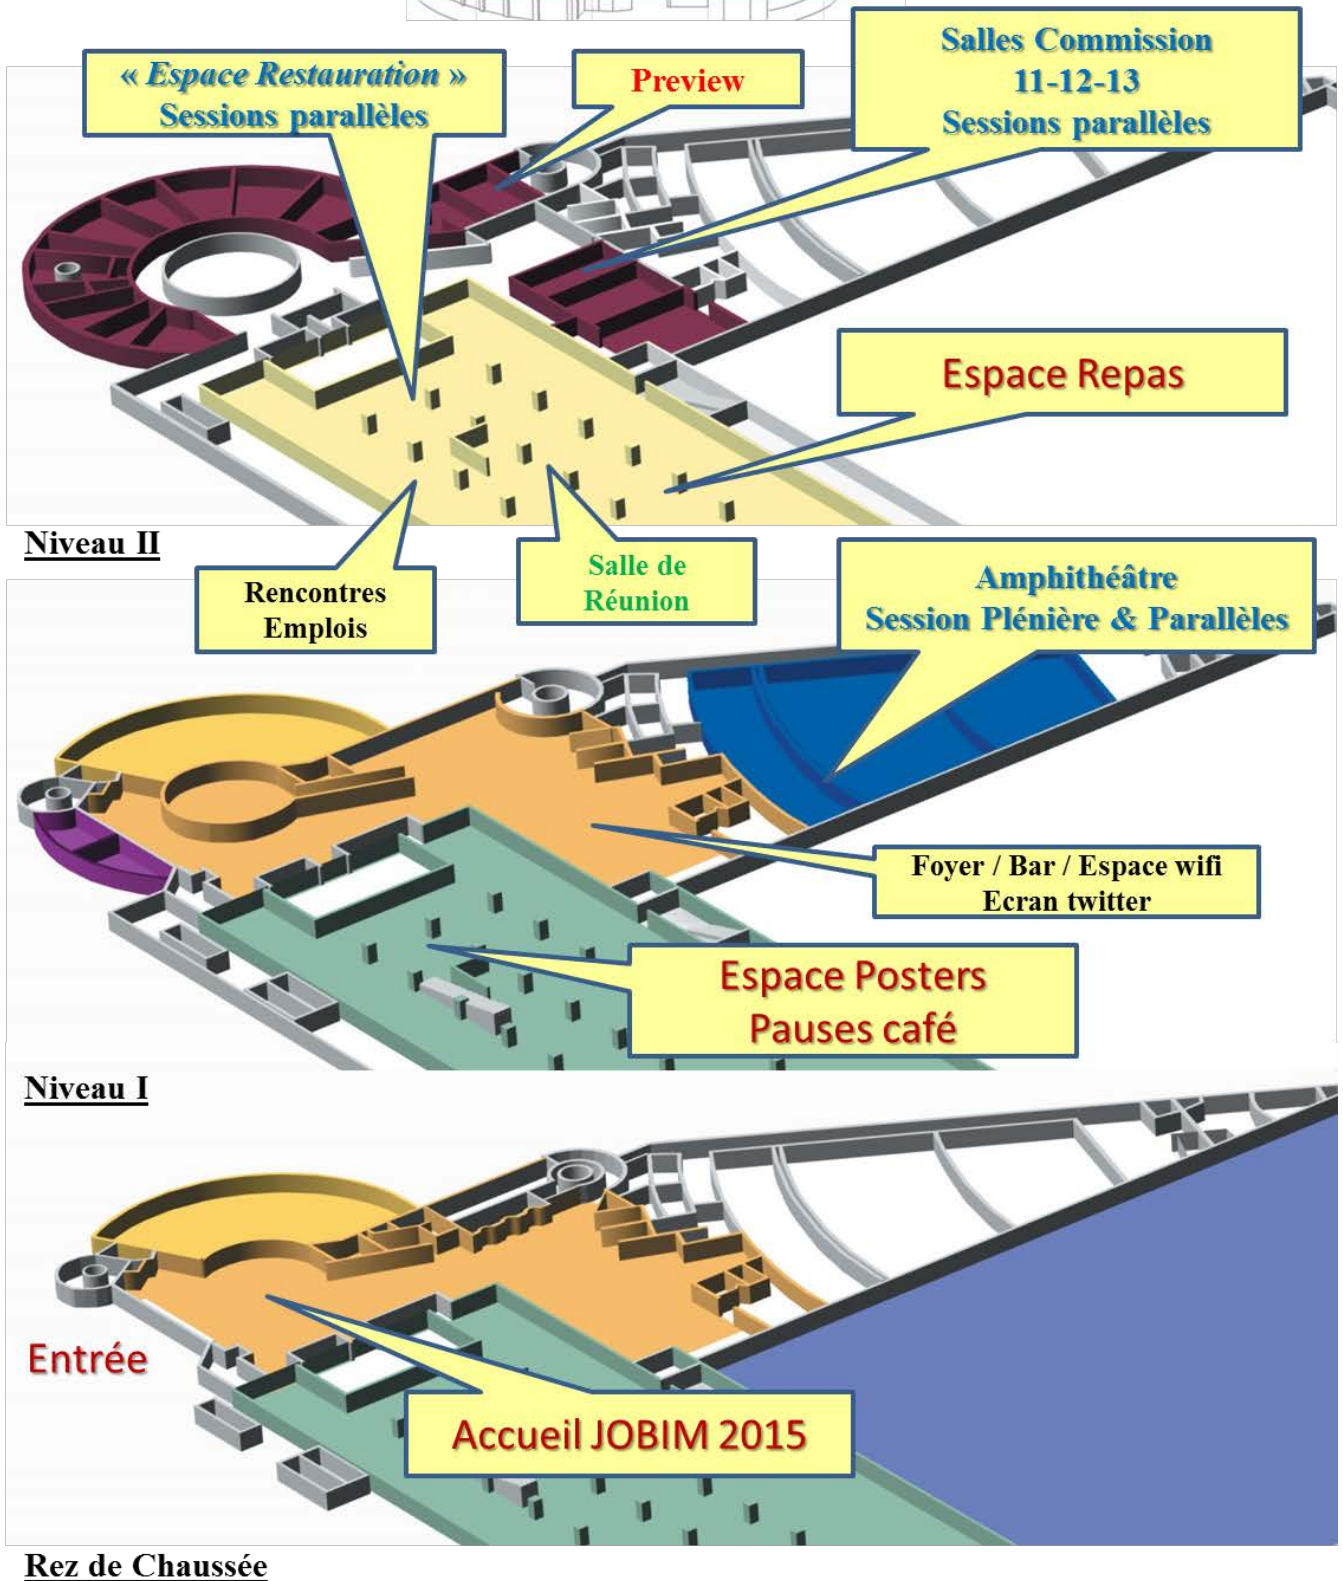 « Espace Restauration »
Sessions parallèles
Preview
Salles Commission
11-12-13
Sessions parallèles
Espace Repas
Niveau II
Rencontres
Emplois
Salle de
Réunion
Amphithéâtre
Session Plénière & Parallèles
Foyer / Bar / Espace wifi
Ecran twitter
Espace Posters
Pauses café
Niveau I
Entrée
Accueil JOBIM 2015
Rez de Chaussée